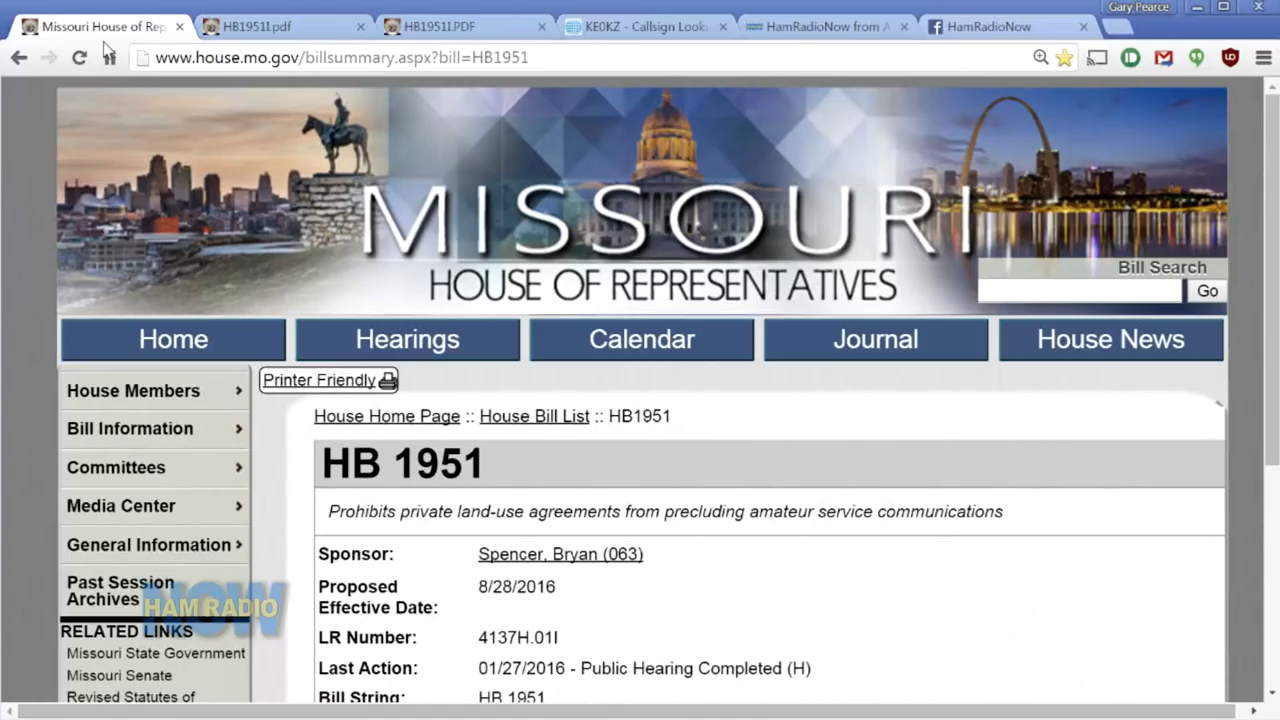 Gary Pearce
Missouri House of Rep
HB1951I.pdf
HB1951I.PDF
KE0KZ - Callsign Look
HamRadioNow from A
HamRadioNow
www.house.mo.gov/billsummary.aspx?bill=HB1951
MISSOURI
HOUSE OF REPRESENTATIVES
Bill Search
Go
Home
Hearings
Calendar
Journal
House News
House Members
Bill Information
Committees
Media Center
General Information
Past Session
Archives
NOW
HAM RADIO
RELATED LINKS
Missouri State Government
Missouri Senate
Revised Statutes of
Printer Friendly
House Home Page :: House Bill List :: HB1951
HB 1951
Prohibits private land-use agreements from precluding amateur service communications
Sponsor: Spencer, Bryan (063)
Proposed 8/28/2016
Effective Date:
LR Number: 4137H.01I
Last Action: 01/27/2016 - Public Hearing Completed (H)
Bill String: HB 1951